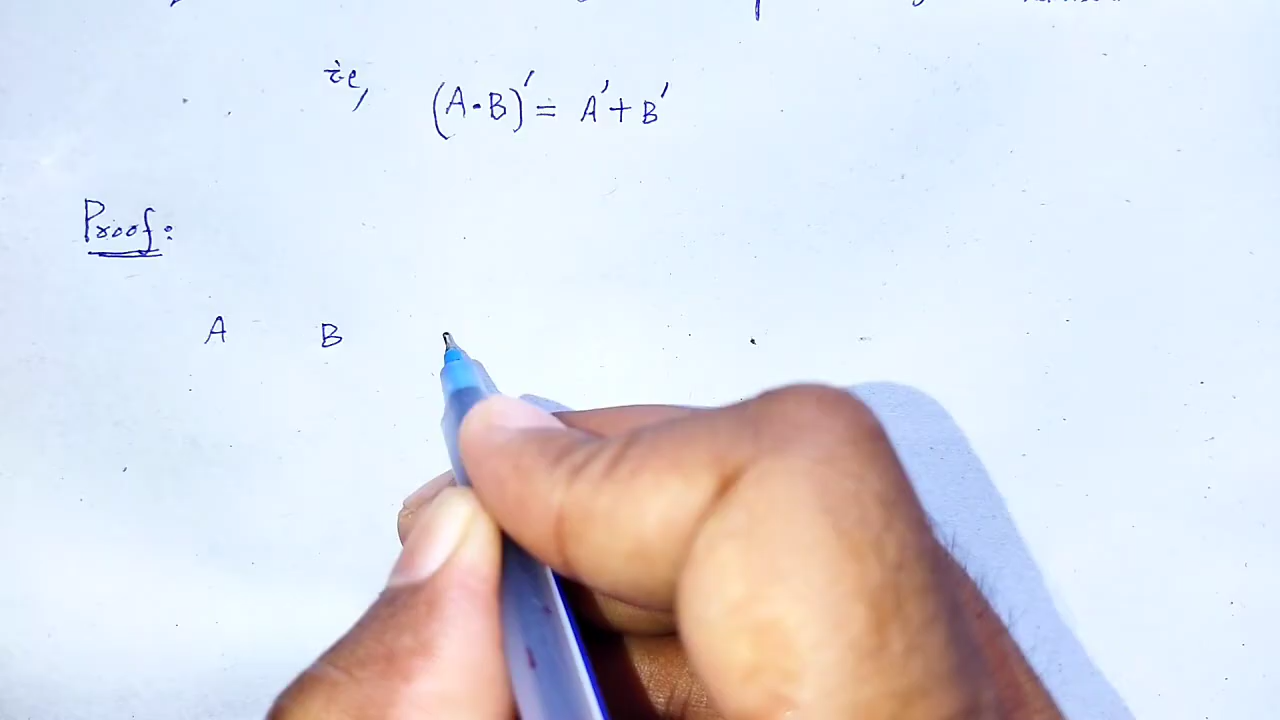 ie, (A·B)' = A' + B'
Proof:
A B